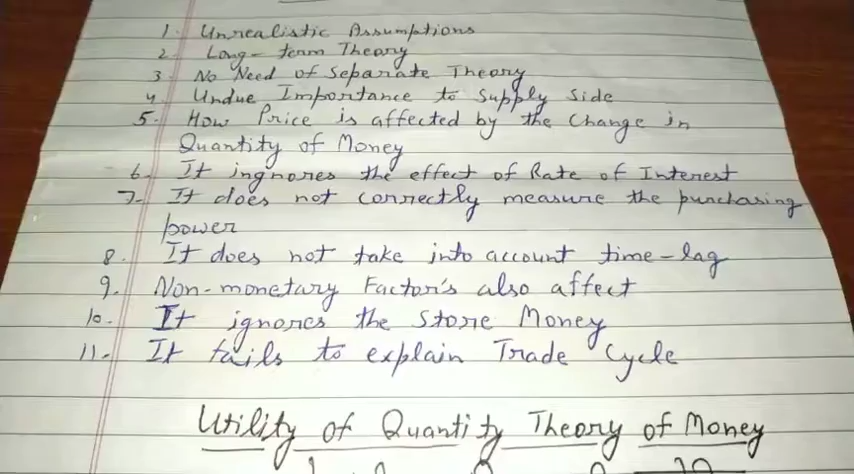 1. Unrealistic Assumptions
2. Long-term Theory
3. No Need of Separate Theory
4. Undue Importance to Supply Side
5. How Price is affected by the Change in
Quantity of Money
6. It ingnores the effect of Rate of Interest
7. It does not correctly measure the purchasing
power
8. It does not take into account time-lag
9. Non-monetary Factor's also affect
10. It ignores the Store Money
11. It fails to explain Trade Cycle
Utility of Quantity Theory of Money